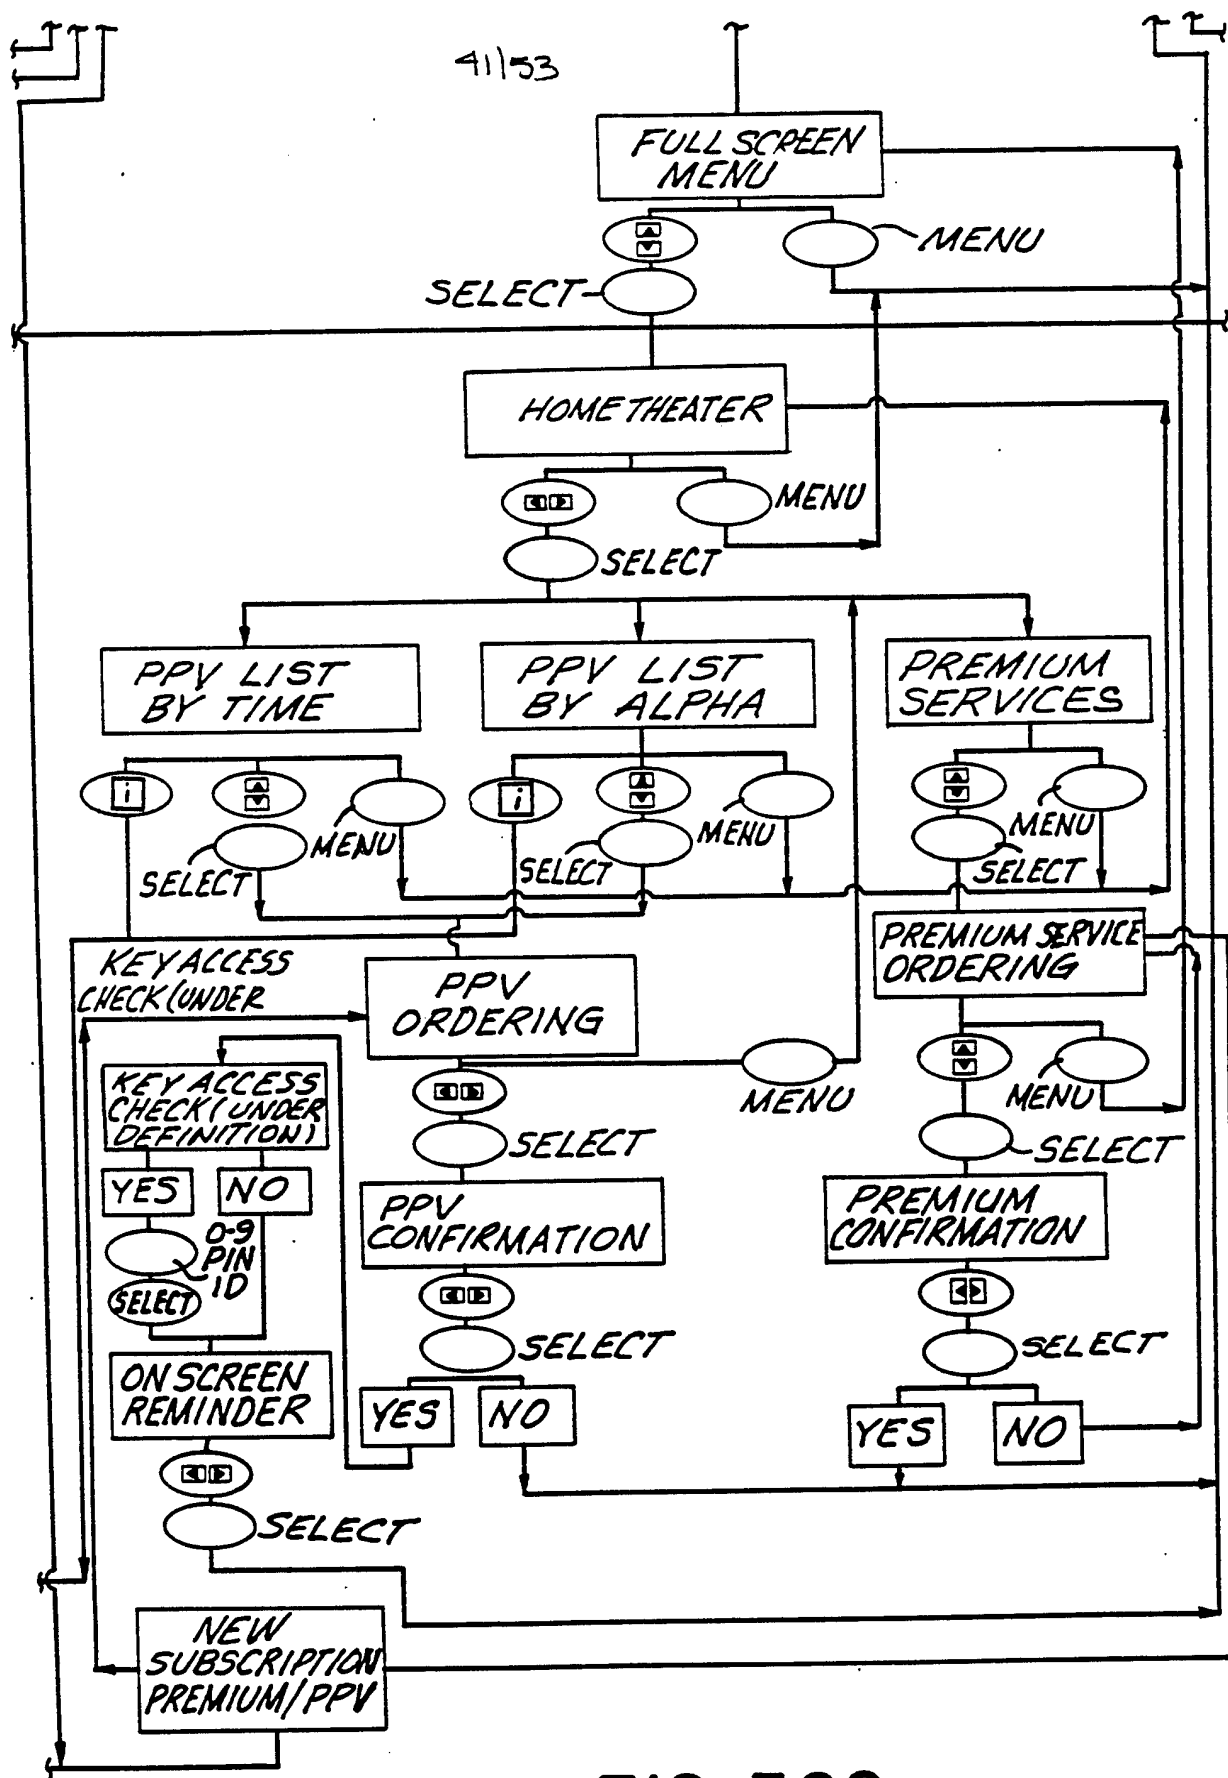 41/53
FULL SCREEN
MENU
MENU
SELECT
HOME THEATER
MENU
SELECT
PPV LIST
BY TIME
PPV LIST
BY ALPHA
PREMIUM
SERVICES
i
MENU
SELECT
i
MENU
SELECT
MENU
SELECT
KEY ACCESS
CHECK (UNDER
PPV
ORDERING
PREMIUM SERVICE
ORDERING
MENU
KEY ACCESS
CHECK (UNDER
DEFINITION)
SELECT
MENU
SELECT
YES
NO
PPV
CONFIRMATION
PREMIUM
CONFIRMATION
0-9
PIN
ID
SELECT
SELECT
SELECT
ON SCREEN
REMINDER
YES
NO
YES
NO
SELECT
NEW
SUBSCRIPTION
PREMIUM/PPV